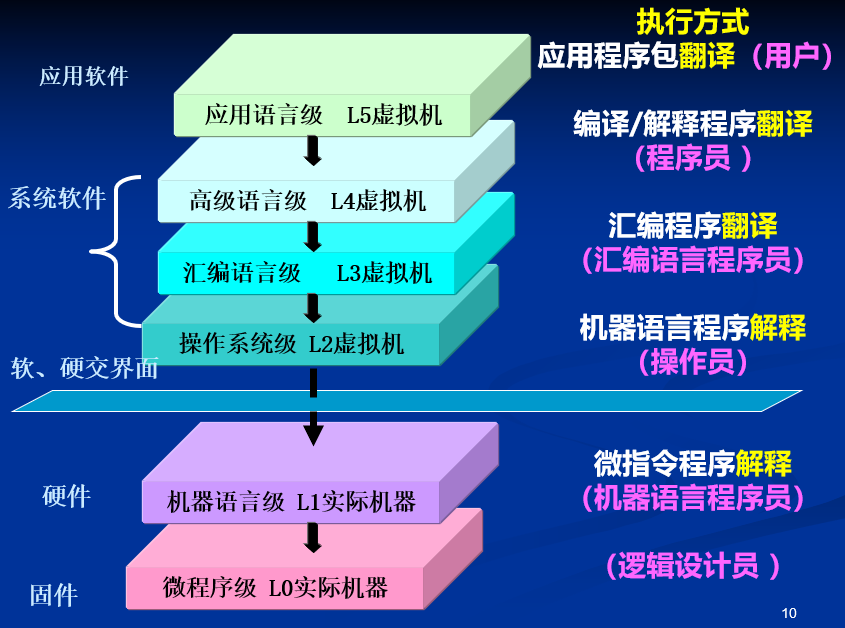 执行方式
应用程序包翻译（用户）
应用软件
应用语言级 L5虚拟机
编译/解释程序翻译
（程序员 ）
系统软件
高级语言级 L4虚拟机
汇编程序翻译
（汇编语言程序员）
汇编语言级 L3虚拟机
机器语言程序解释
（操作员）
操作系统级 L2虚拟机
软、硬交界面
微指令程序解释
（机器语言程序员）
硬件
机器语言级 L1实际机器
（逻辑设计员 ）
固件
微程序级 L0实际机器
10